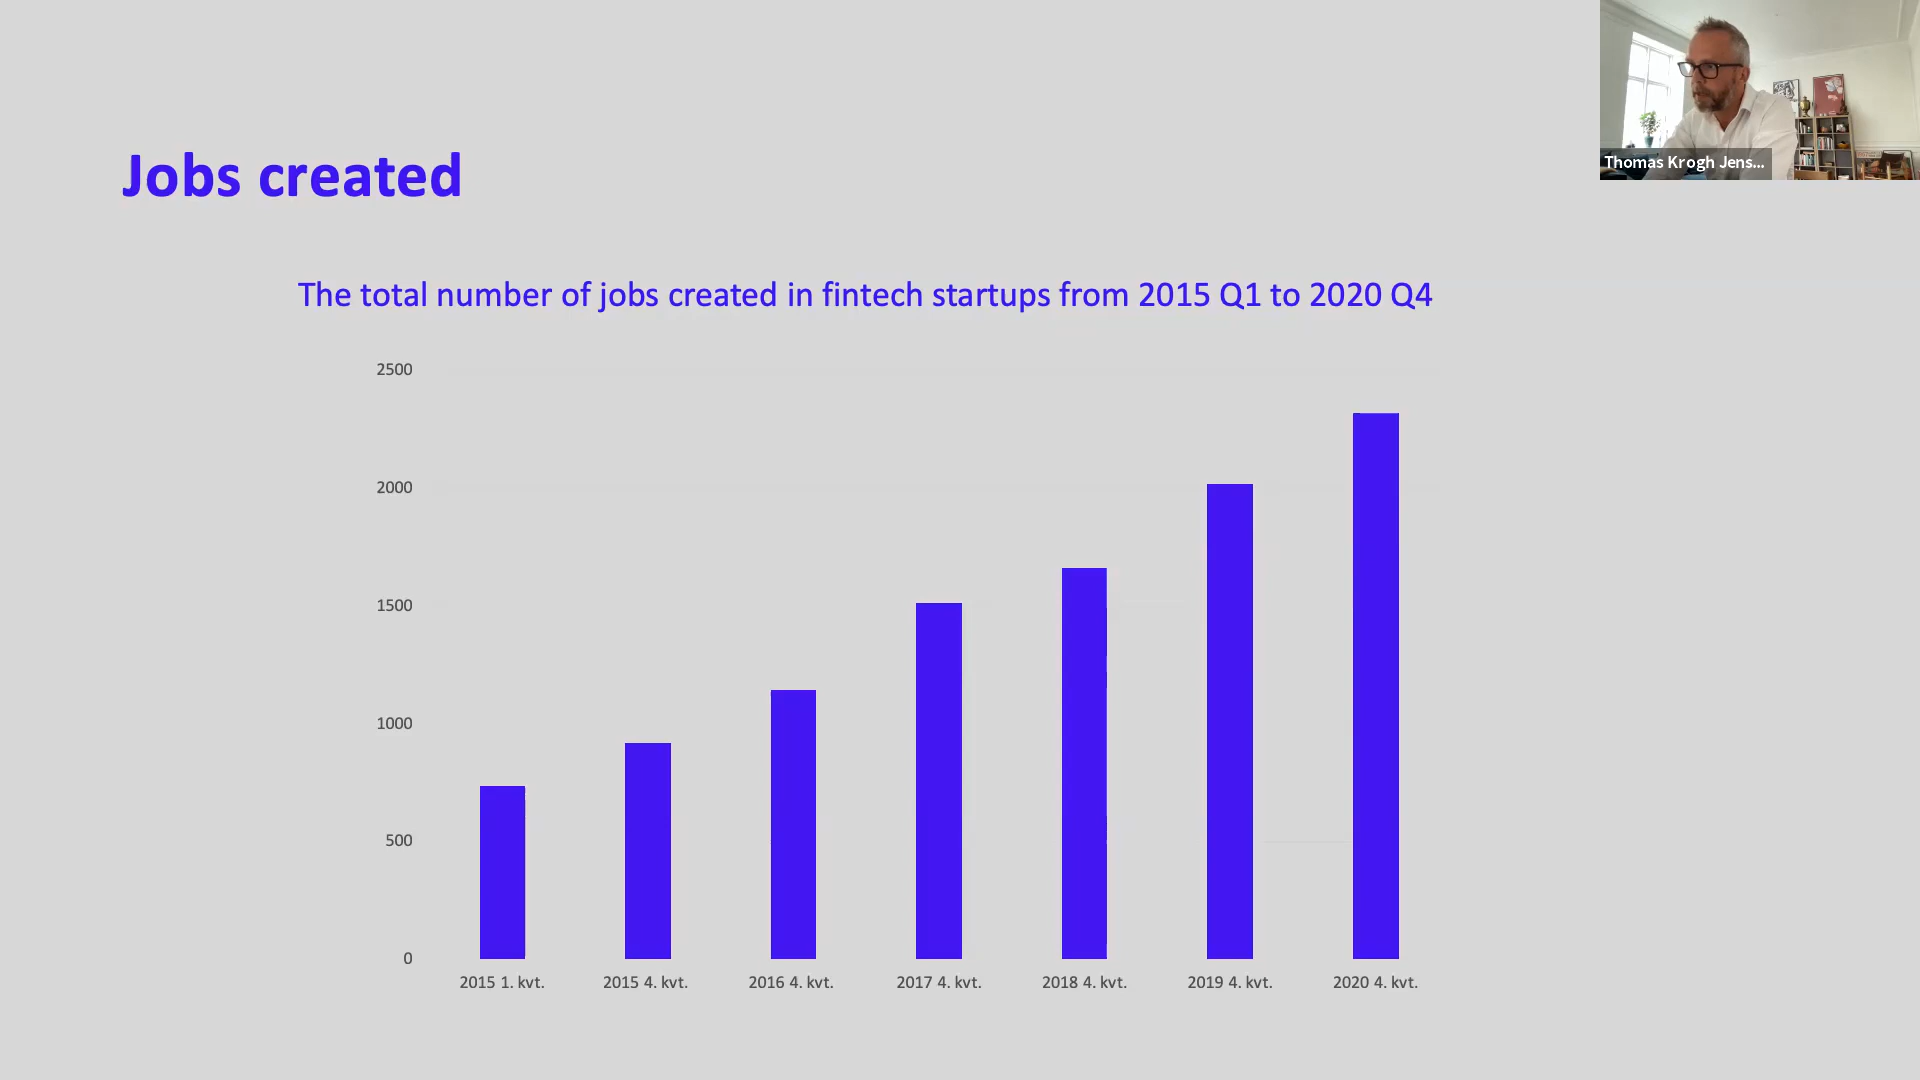 Thomas Krogh Jens...
Jobs created
The total number of jobs created in fintech startups from 2015 Q1 to 2020 Q4
2500
2000
1500
1000
500
0
2015 1. kvt. 2015 4. kvt. 2016 4. kvt. 2017 4. kvt. 2018 4. kvt. 2019 4. kvt. 2020 4. kvt.